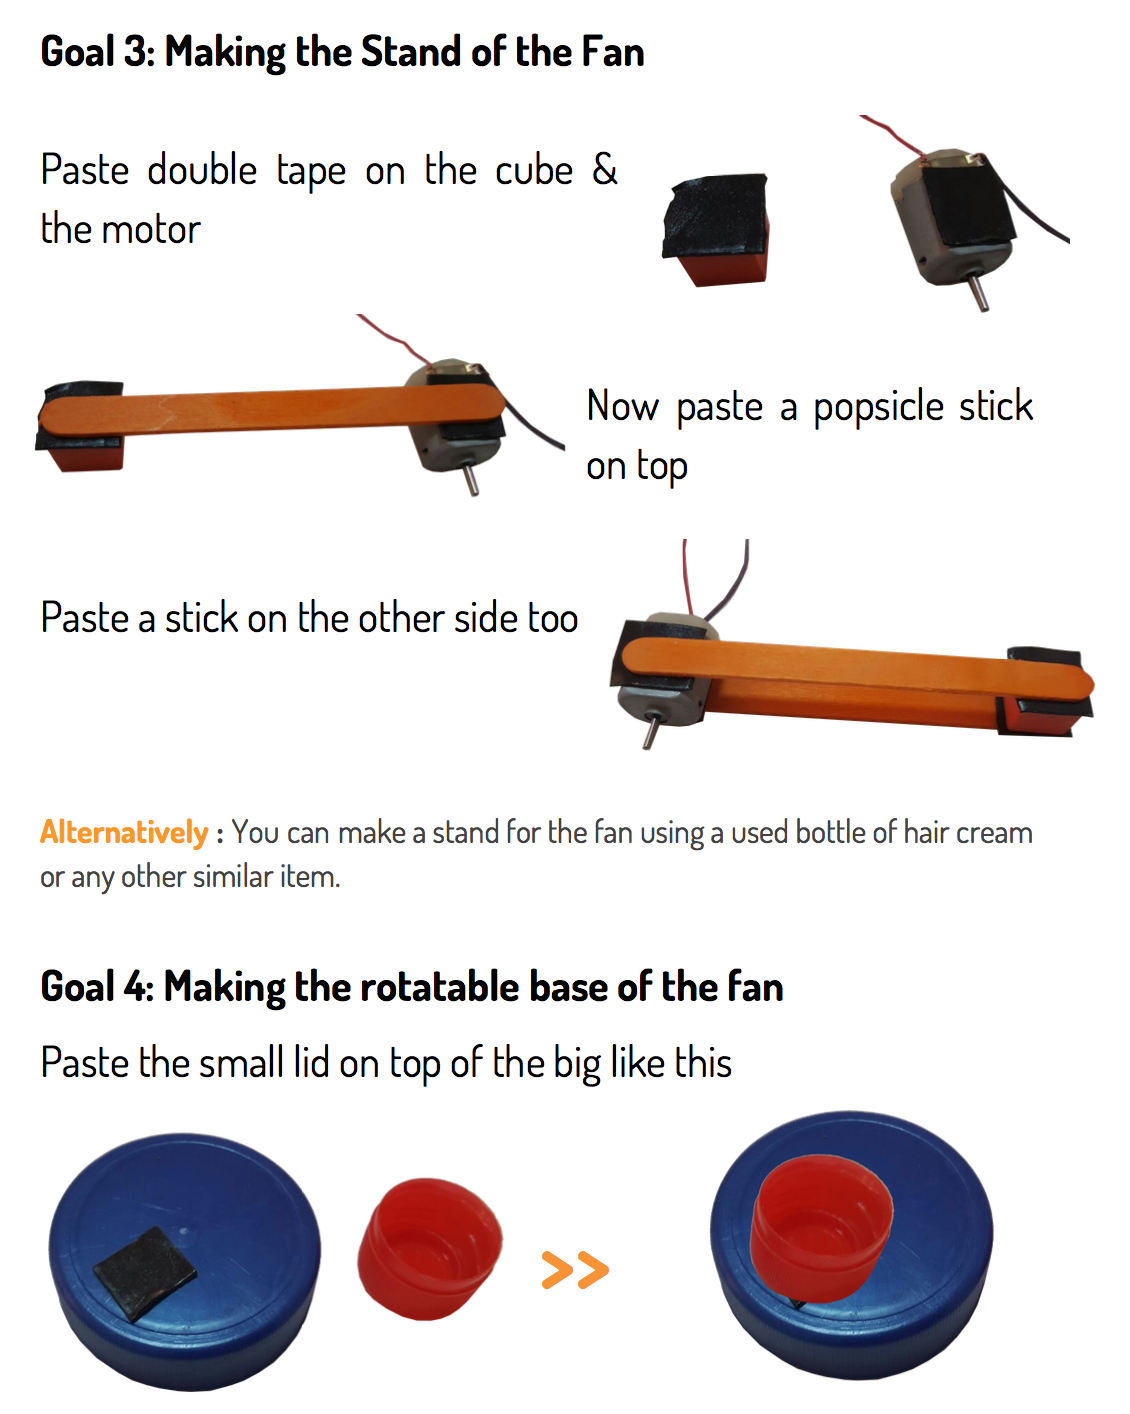 Goal 3: Making the Stand of the Fan
Paste double tape on the cube &
the motor
Now paste a popsicle stick
on top
Paste a stick on the other side too
Alternatively : You can make a stand for the fan using a used bottle of hair cream
or any other similar item.
Goal 4: Making the rotatable base of the fan
Paste the small lid on top of the big like this
>>